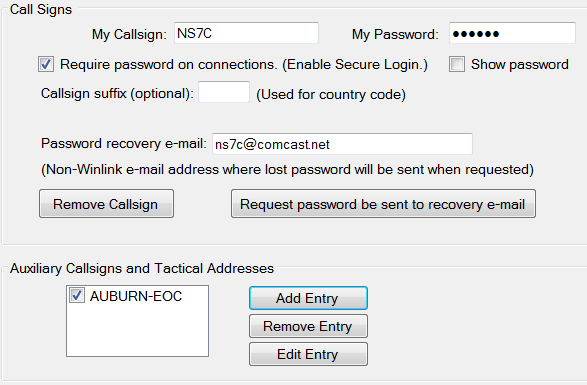 Call Signs
My Callsign: NS7C My Password: ●●●●●●
Require password on connections. (Enable Secure Login.) Show password
Callsign suffix (optional): (Used for country code)
Password recovery e-mail: ns7c@comcast.net
(Non-Winlink e-mail address where lost password will be sent when requested)
Remove Callsign Request password be sent to recovery e-mail
Auxiliary Callsigns and Tactical Addresses
AUBURN-EOC Add Entry
Remove Entry
Edit Entry